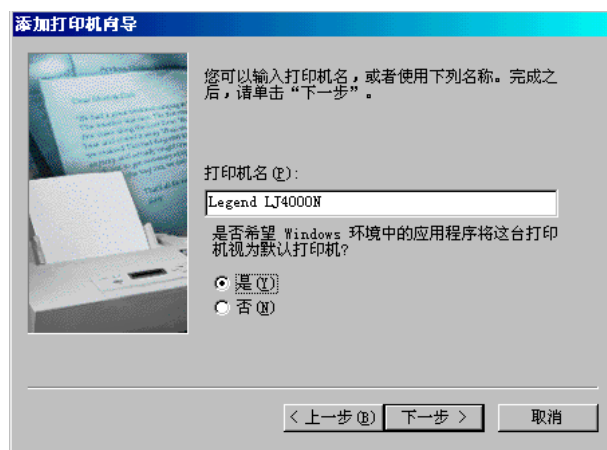 添加打印机向导
您可以输入打印机名，或者使用下列名称。完成之
后，请单击“下一步”。
打印机名(P):
Legend LJ4000N
是否希望 Windows 环境中的应用程序将这台打印
机视为默认打印机?
是(Y)
否(N)
< 上一步(B)
下一步 >
取消